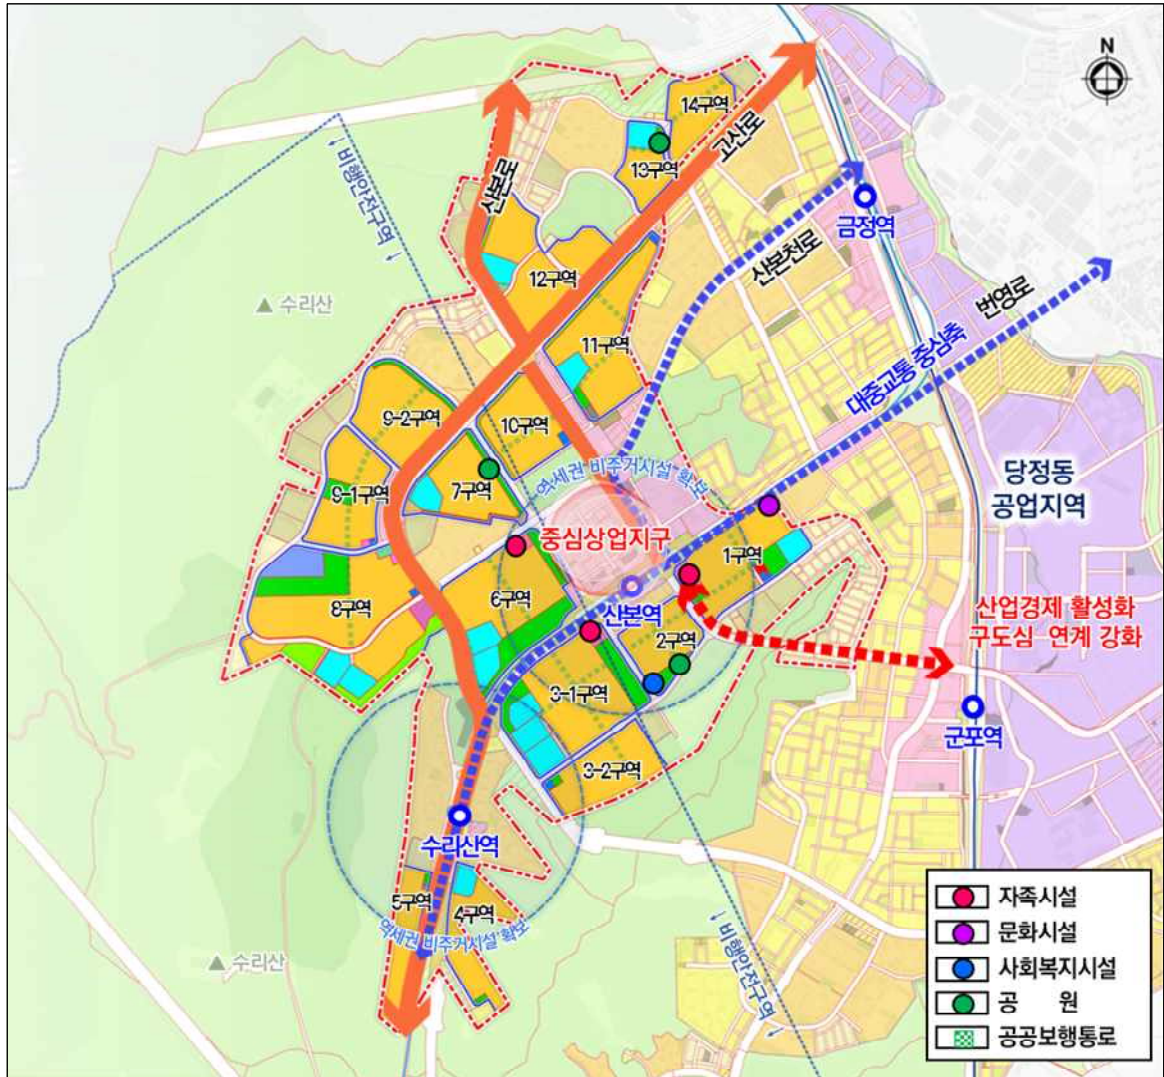 N
14구역
고산로
13구역
산본로
비행안전구역
금정역
산본천로
12구역
번영로
수리산
11구역
대중교통 중심축
9-2구역
10구역
역세권 비주거시설 확보
당정동
공업지역
9-1구역
7구역
중심상업지구
1구역
8구역
6구역
산본역
산업경제 활성화
구도심 연계 강화
2구역
3-1구역
군포역
3-2구역
수리산역
5구역
4구역
역세권 비주거시설 확보
수리산
비행안전구역
자족시설
문화시설
사회복지시설
공 원
공공보행통로